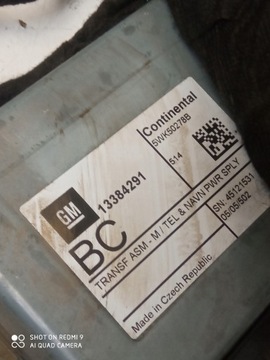 GM
13384291
Continental
5WK50278B
514
BC
TRANSF ASM - M / TEL & NAVN PWR SPLY
SN: 45121531
05/05/502
Made in Czech Republic
SHOT ON REDMI 9
AI QUAD CAMERA